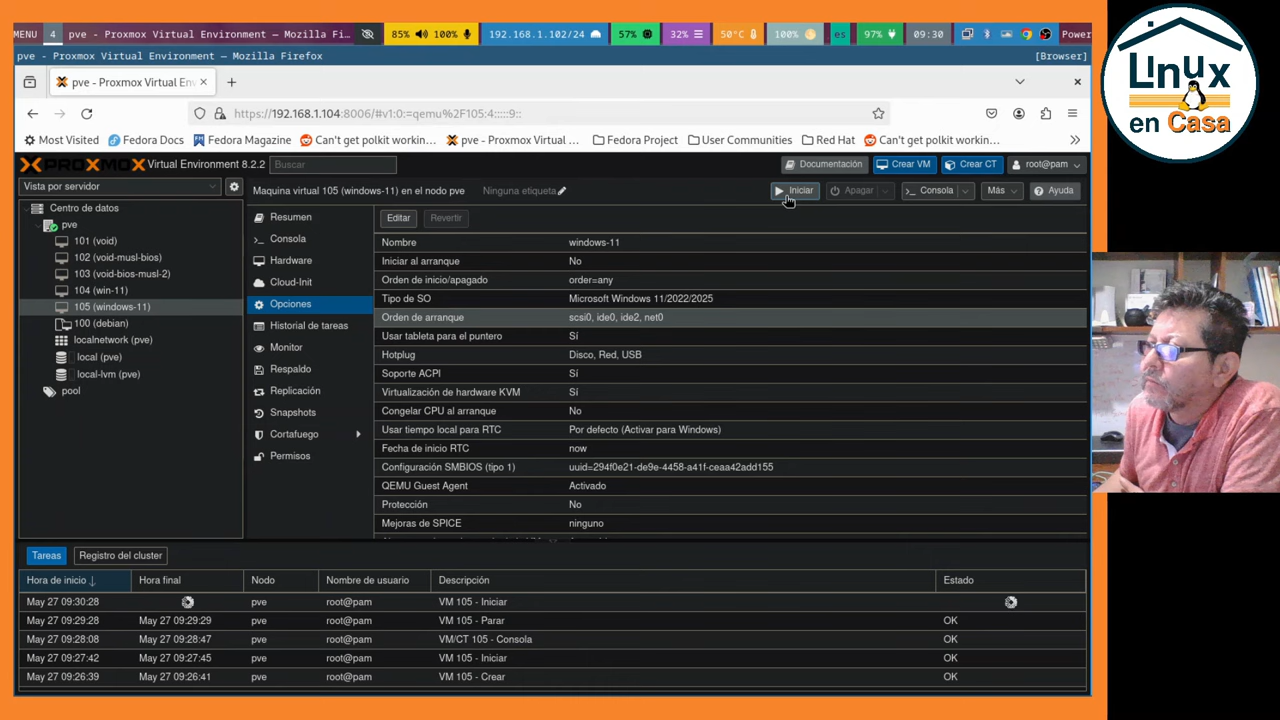 MENU 4 pve - Proxmox Virtual Environment — Mozilla Fi... 85% 100% 192.168.1.102/24 57% 32% 50°C 100% es 97% 09:30 Power
pve - Proxmox Virtual Environment — Mozilla Firefox [Browser]
pve - Proxmox Virtual Env
https://192.168.1.104:8006/#v1:0:=qemu%2F105:4:::::9::
Most Visited Fedora Docs Fedora Magazine Can't get polkit workin... pve - Proxmox Virtual ... Fedora Project User Communities Red Hat Can't get polkit workin...
PROXMOX Virtual Environment 8.2.2 Buscar Documentación Crear VM Crear CT root@pam
Vista por servidor
Maquina virtual 105 (windows-11) en el nodo pve Ninguna etiqueta Iniciar Apagar Consola Más Ayuda
Centro de datos
pve
101 (void)
102 (void-musl-bios)
103 (void-bios-musl-2)
104 (win-11)
105 (windows-11)
100 (debian)
localnetwork (pve)
local (pve)
local-lvm (pve)
pool
Resumen
Consola
Hardware
Cloud-Init
Opciones
Historial de tareas
Monitor
Respaldo
Replicación
Snapshots
Cortafuego
Permisos
Editar Revertir
Nombre windows-11
Iniciar al arranque No
Orden de inicio/apagado order=any
Tipo de SO Microsoft Windows 11/2022/2025
Orden de arranque scsi0, ide0, ide2, net0
Usar tableta para el puntero Sí
Hotplug Disco, Red, USB
Soporte ACPI Sí
Virtualización de hardware KVM Sí
Congelar CPU al arranque No
Usar tiempo local para RTC Por defecto (Activar para Windows)
Fecha de inicio RTC now
Configuración SMBIOS (tipo 1) uuid=294f0e21-de9e-4458-a41f-ceaa42add155
QEMU Guest Agent Activado
Protección No
Mejoras de SPICE ninguno
Tareas Registro del cluster
Hora de inicio Hora final Nodo Nombre de usuario Descripción Estado
May 27 09:30:28 pve root@pam VM 105 - Iniciar
May 27 09:29:28 May 27 09:29:29 pve root@pam VM 105 - Parar OK
May 27 09:28:08 May 27 09:28:47 pve root@pam VM/CT 105 - Consola OK
May 27 09:27:42 May 27 09:27:45 pve root@pam VM 105 - Iniciar OK
May 27 09:26:39 May 27 09:26:41 pve root@pam VM 105 - Crear OK
Linux
en Casa